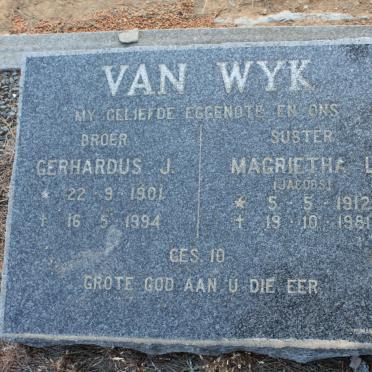 VAN WYK
MY GELIEFDE EGGENOTE EN ONS
BROER
GERHARDUS J.
* 22 - 9 - 1901
† 16 - 5 - 1994
SUSTER
MAGRIETHA L
(JACOBS)
* 5 - 5 - 1912
† 19 - 10 - 1981
GES. 10
GROTE GOD AAN U DIE EER